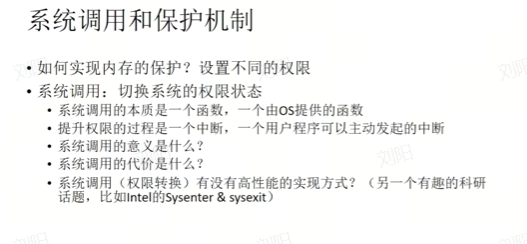 系统调用和保护机制
• 如何实现内存的保护？设置不同的权限
• 系统调用：切换系统的权限状态
• 系统调用的本质是一个函数，一个由OS提供的函数
• 提升权限的过程是一个中断，一个用户程序可以主动发起的中断
• 系统调用的意义是什么？
• 系统调用的代价是什么？
• 系统调用（权限转换）有没有高性能的实现方式？（另一个有趣的科研
话题，比如Intel的Sysenter & sysexit）
刘阳